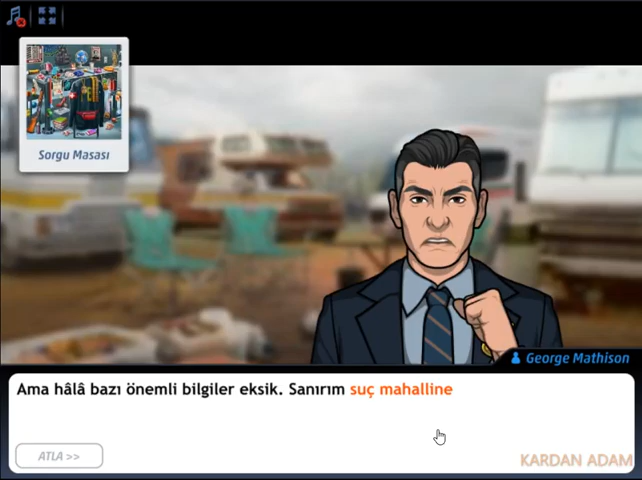 Sorgu Masası
George Mathison
Ama hâlâ bazı önemli bilgiler eksik. Sanırım suç mahalline
ATLA >>
KARDAN ADAM